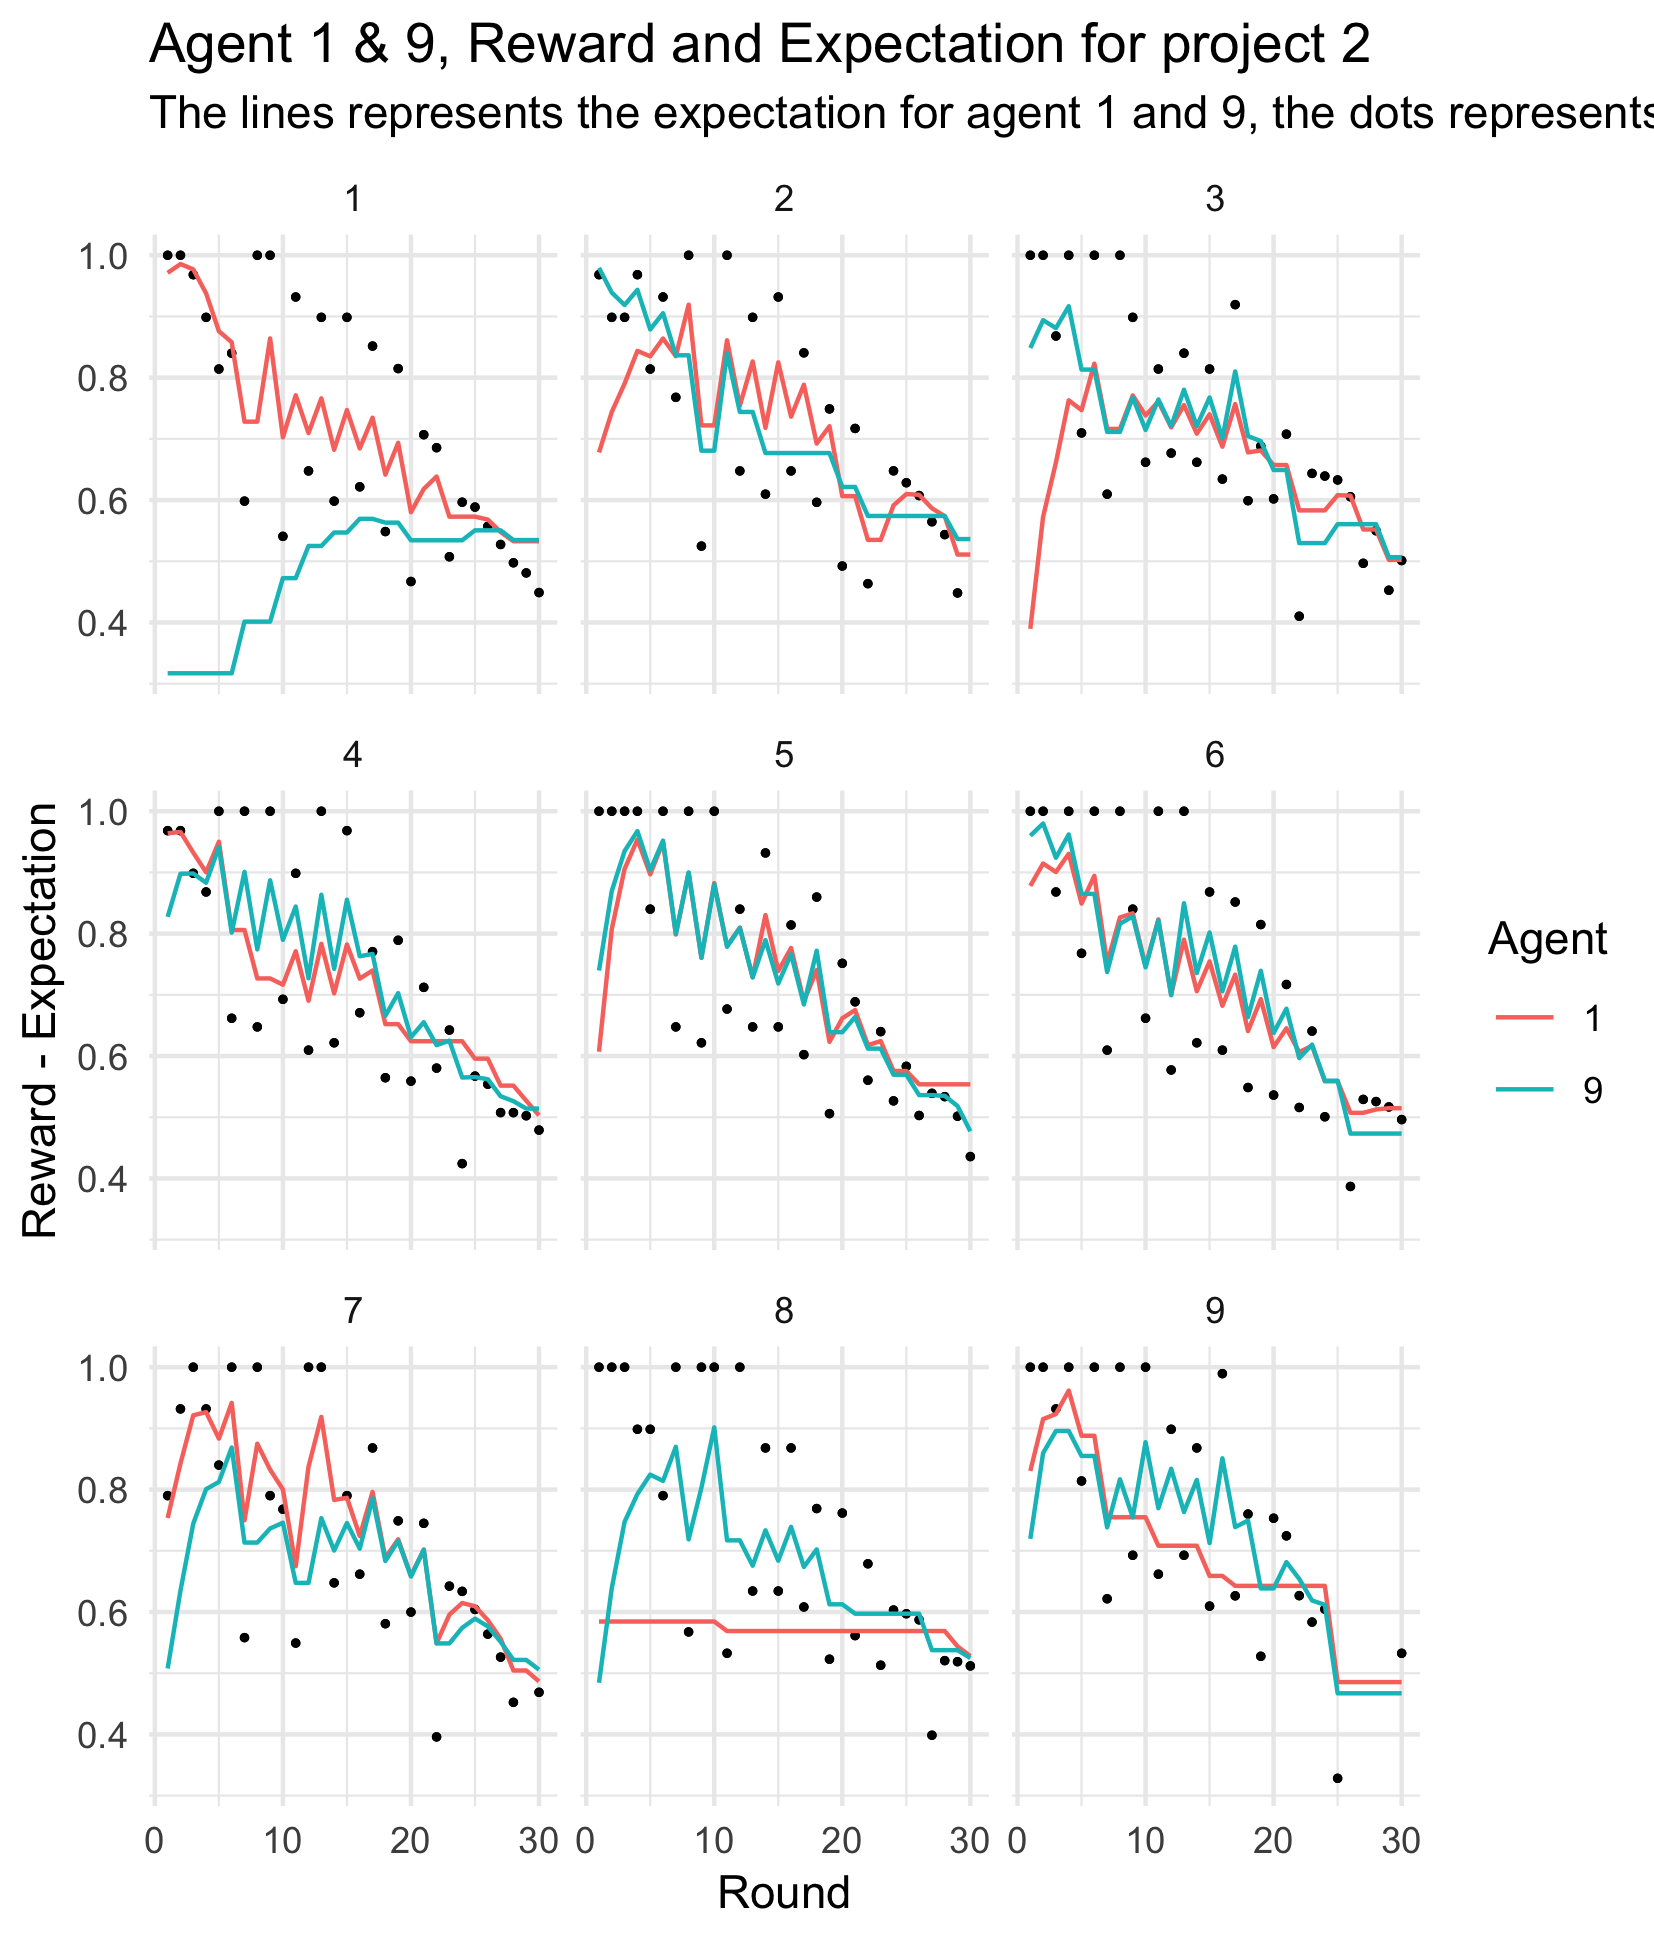 Agent 1 & 9, Reward and Expectation for project 2
The lines represents the expectation for agent 1 and 9, the dots represents
1 2 3
1.0
0.8
0.6
0.4
4 5 6
1.0
0.8
0.6
0.4
7 8 9
1.0
0.8
0.6
0.4
0 10 20 30 0 10 20 30 0 10 20 30
Round
Reward - Expectation
Agent
1
9